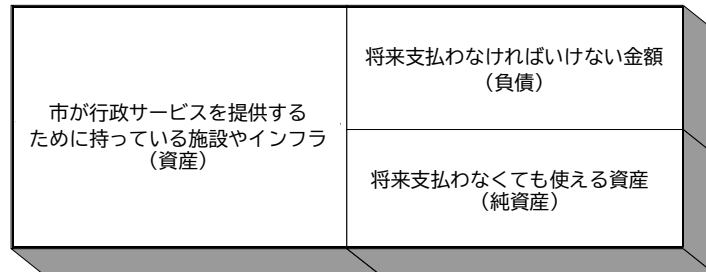 市が行政サービスを提供する
ために持っている施設やインフラ
（資産）
将来支払わなければいけない金額
（負債）
将来支払わなくても使える資産
（純資産）